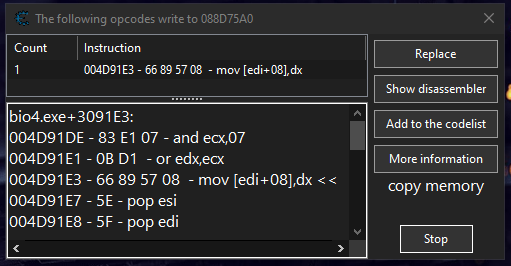 The following opcodes write to 088D75A0
Count Instruction
1 004D91E3 - 66 89 57 08 - mov [edi+08],dx
bio4.exe+3091E3:
004D91DE - 83 E1 07 - and ecx,07
004D91E1 - 0B D1 - or edx,ecx
004D91E3 - 66 89 57 08 - mov [edi+08],dx <<
004D91E7 - 5E - pop esi
004D91E8 - 5F - pop edi
Replace
Show disassembler
Add to the codelist
More information
copy memory
Stop